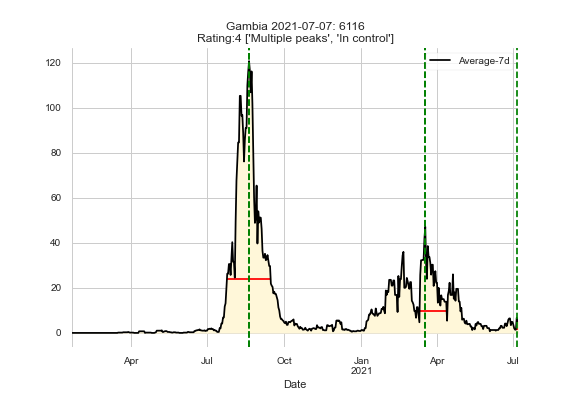 Gambia 2021-07-07: 6116
Rating:4 ['Multiple peaks', 'In control']
Average-7d
120
100
80
60
40
20
0
Apr
Jul
Oct
Jan
2021
Apr
Jul
Date